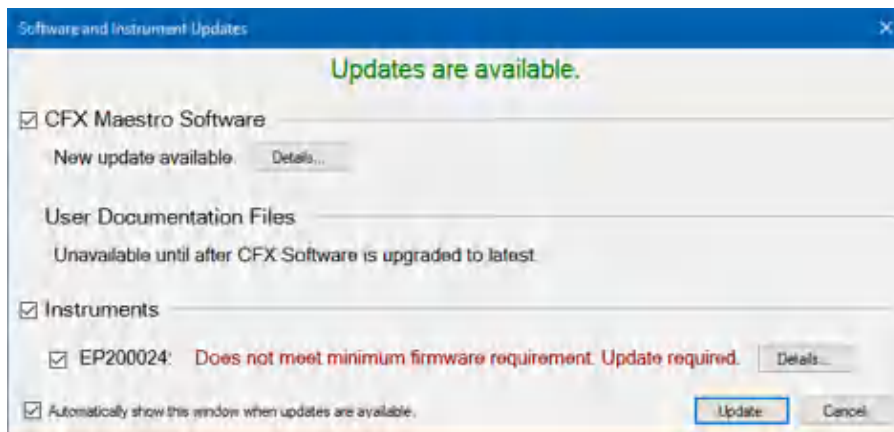 Software and Instrument Updates
Updates are available.
CFX Maestro Software
New update available. Details...
User Documentation Files
Unavailable until after CFX Software is upgraded to latest.
Instruments
EP200024: Does not meet minimum firmware requirement. Update required. Details...
Automatically show this window when updates are available. Update Cancel